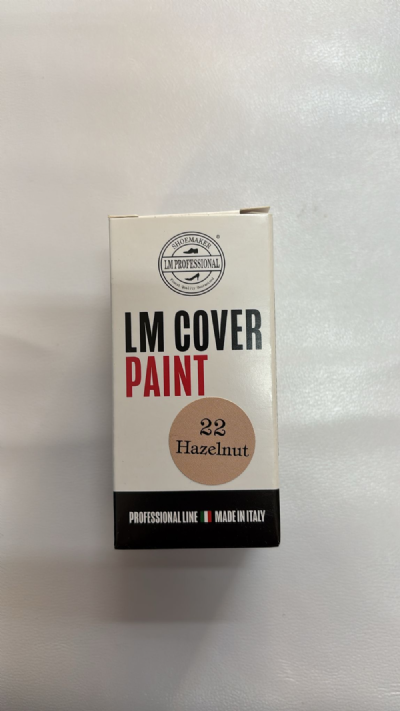 SHOEMAKER
®
LM PROFESSIONAL
LM COVER
PAINT
22
Hazelnut
PROFESSIONAL LINE MADE IN ITALY